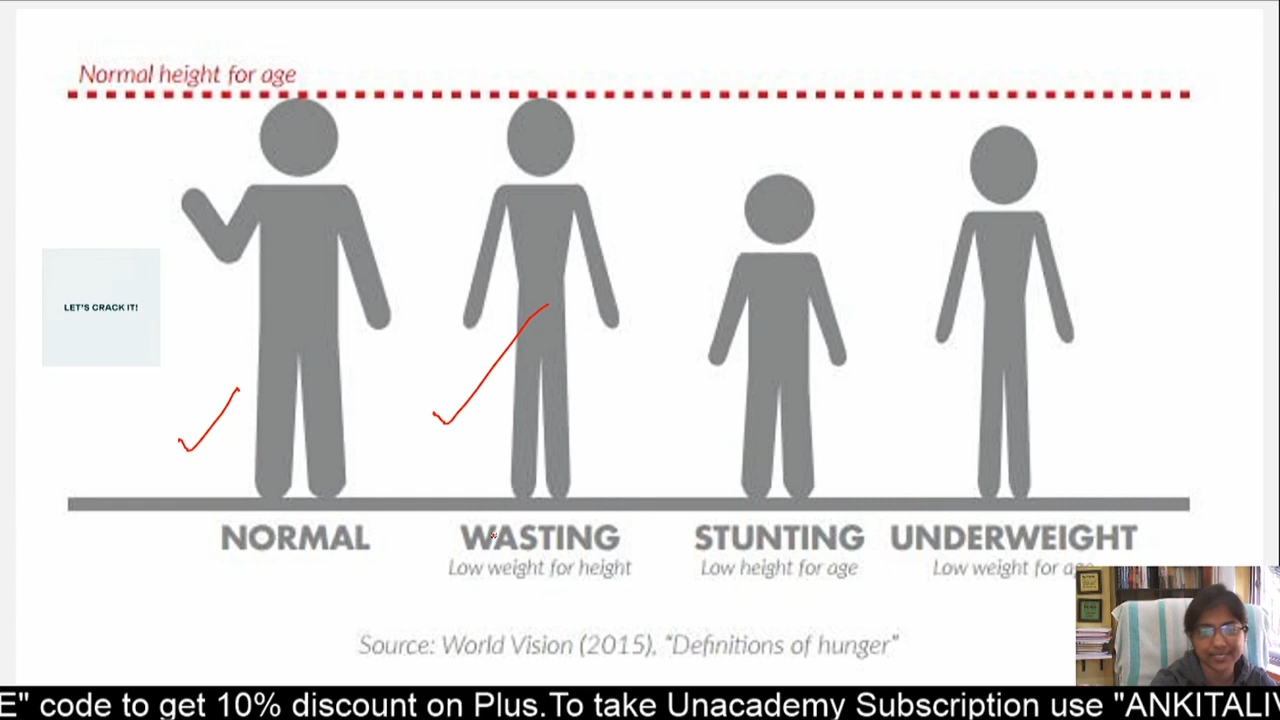 Normal height for age
LET'S CRACK IT!
NORMAL
WASTING
STUNTING
UNDERWEIGHT
Low weight for height
Low height for age
Low weight for age
Source: World Vision (2015), "Definitions of hunger"
E" code to get 10% discount on Plus.To take Unacademy Subscription use "ANKITALIV